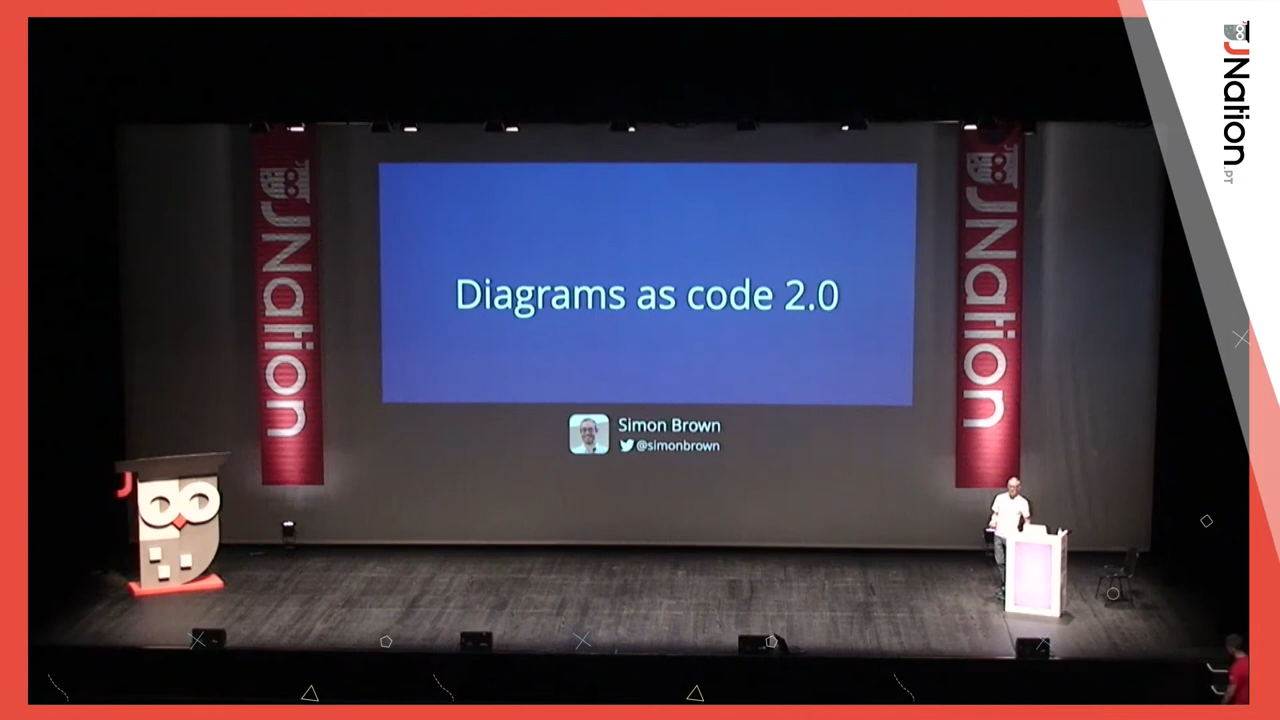 JNation
Diagrams as code 2.0
Simon Brown
@simonbrown
JNation
JNation
.PT